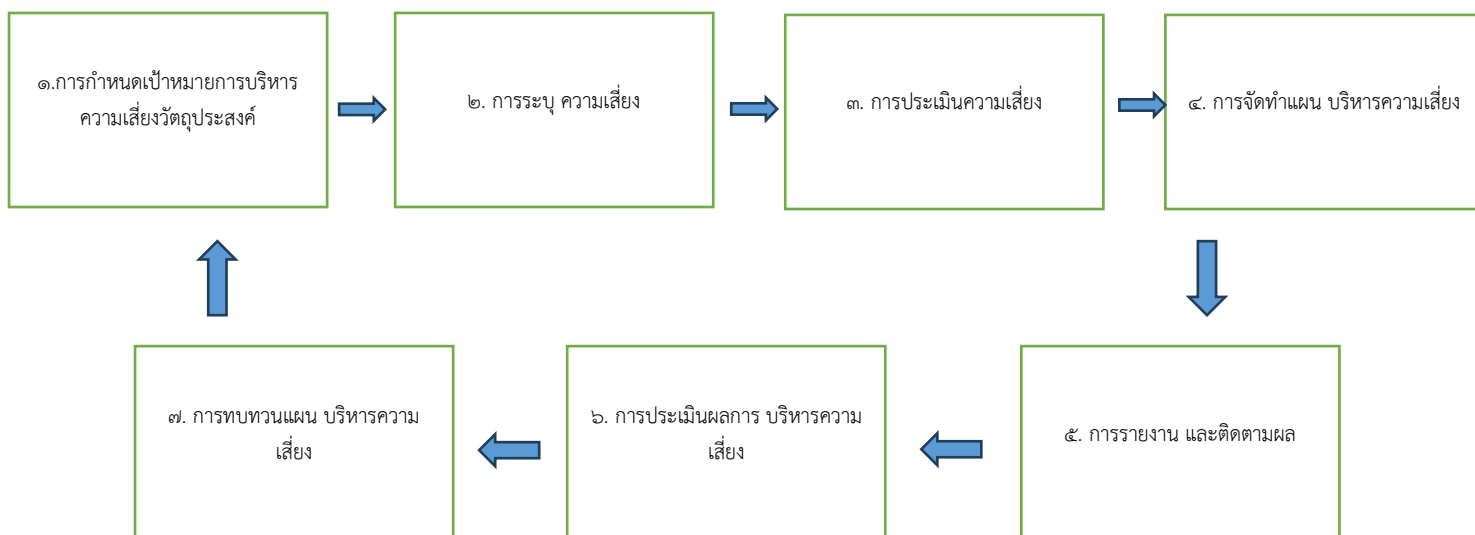 ๑.การกำหนดเป้าหมายการบริหาร
ความเสี่ยงวัตถุประสงค์
๒. การระบุ ความเสี่ยง
๓. การประเมินความเสี่ยง
๔. การจัดทำแผน บริหารความเสี่ยง
๗. การทบทวนแผน บริหารความ
เสี่ยง
๖. การประเมินผลการ บริหารความ
เสี่ยง
๕. การรายงาน และติดตามผล